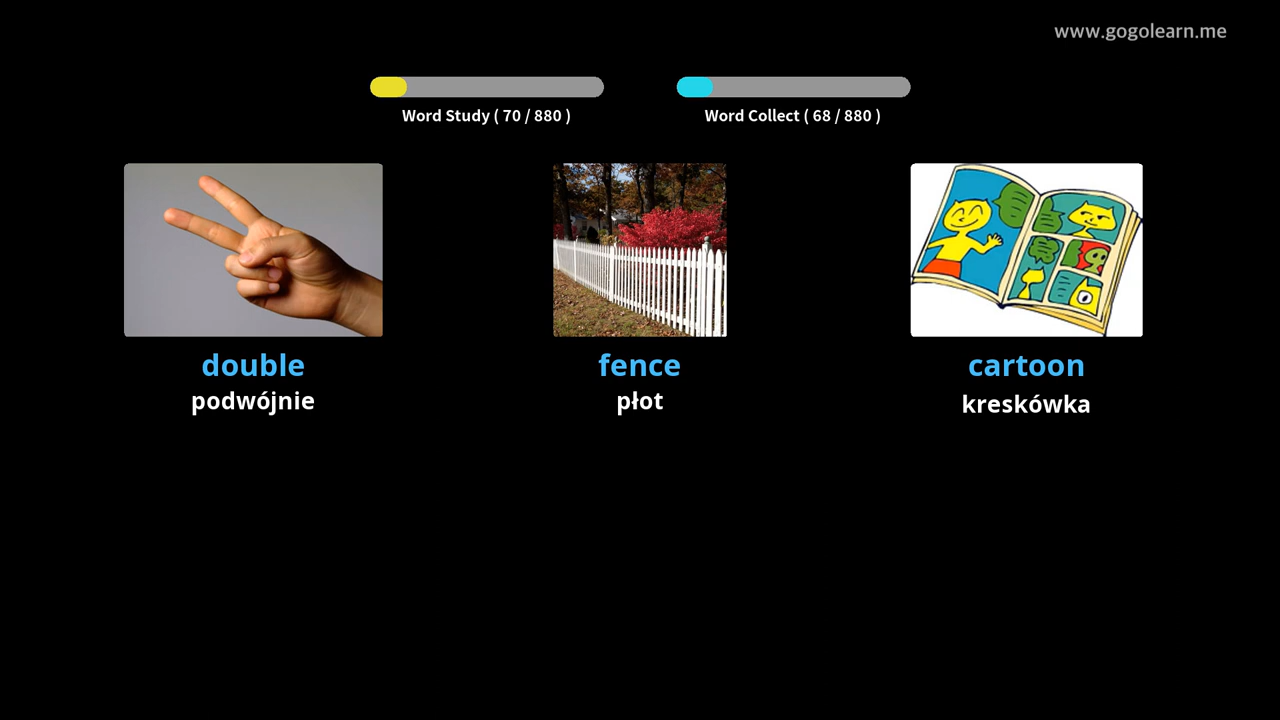 www.gogolearn.me
Word Study ( 70 / 880 )
Word Collect ( 68 / 880 )
double
podwójnie
fence
płot
cartoon
kreskówka